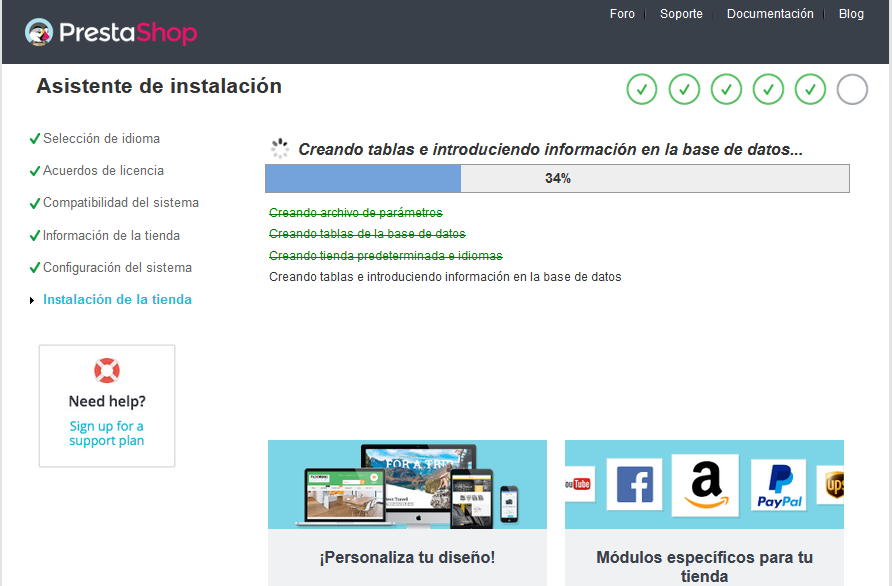 PrestaShop
Foro
Soporte
Documentación
Blog
Asistente de instalación
Selección de idioma
Acuerdos de licencia
Compatibilidad del sistema
Información de la tienda
Configuración del sistema
Instalación de la tienda
Need help?
Sign up for a
support plan
Creando tablas e introduciendo información en la base de datos...
34%
Creando archivo de parámetros
Creando tablas de la base de datos
Creando tienda predeterminada e idiomas
Creando tablas e introduciendo información en la base de datos
FOR A TR
ou Tube
f
a
PayPal
ups
¡Personaliza tu diseño!
Módulos específicos para tu
tienda